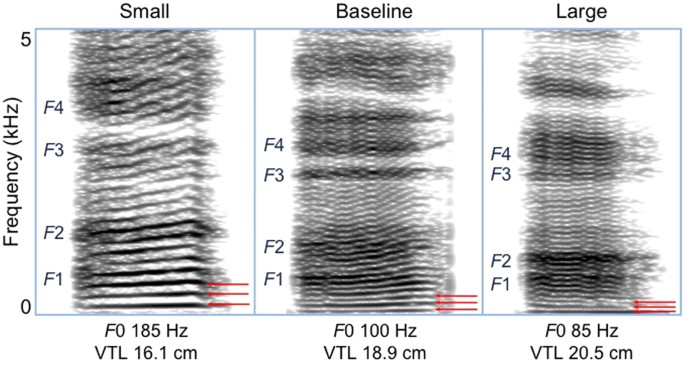 Small Baseline Large
5
Frequency (kHz)
0
F4
F3
F2
F1
F4
F3
F2
F1
F4
F3
F2
F1
F0 185 Hz
VTL 16.1 cm
F0 100 Hz
VTL 18.9 cm
F0 85 Hz
VTL 20.5 cm